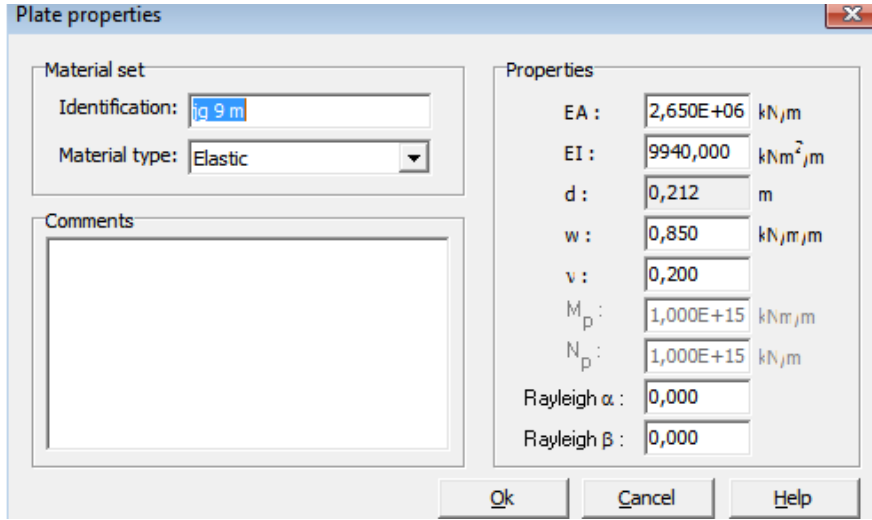 Plate properties
Material set
Identification: jg 9 m
Material type: Elastic
Comments
Properties
EA : 2,650E+06 kN/m
EI : 9940,000 kNm²/m
d : 0,212 m
w : 0,850 kN/m/m
ν : 0,200
Mp : 1,000E+15 kNm/m
Np : 1,000E+15 kN/m
Rayleigh α : 0,000
Rayleigh β : 0,000
Ok Cancel Help